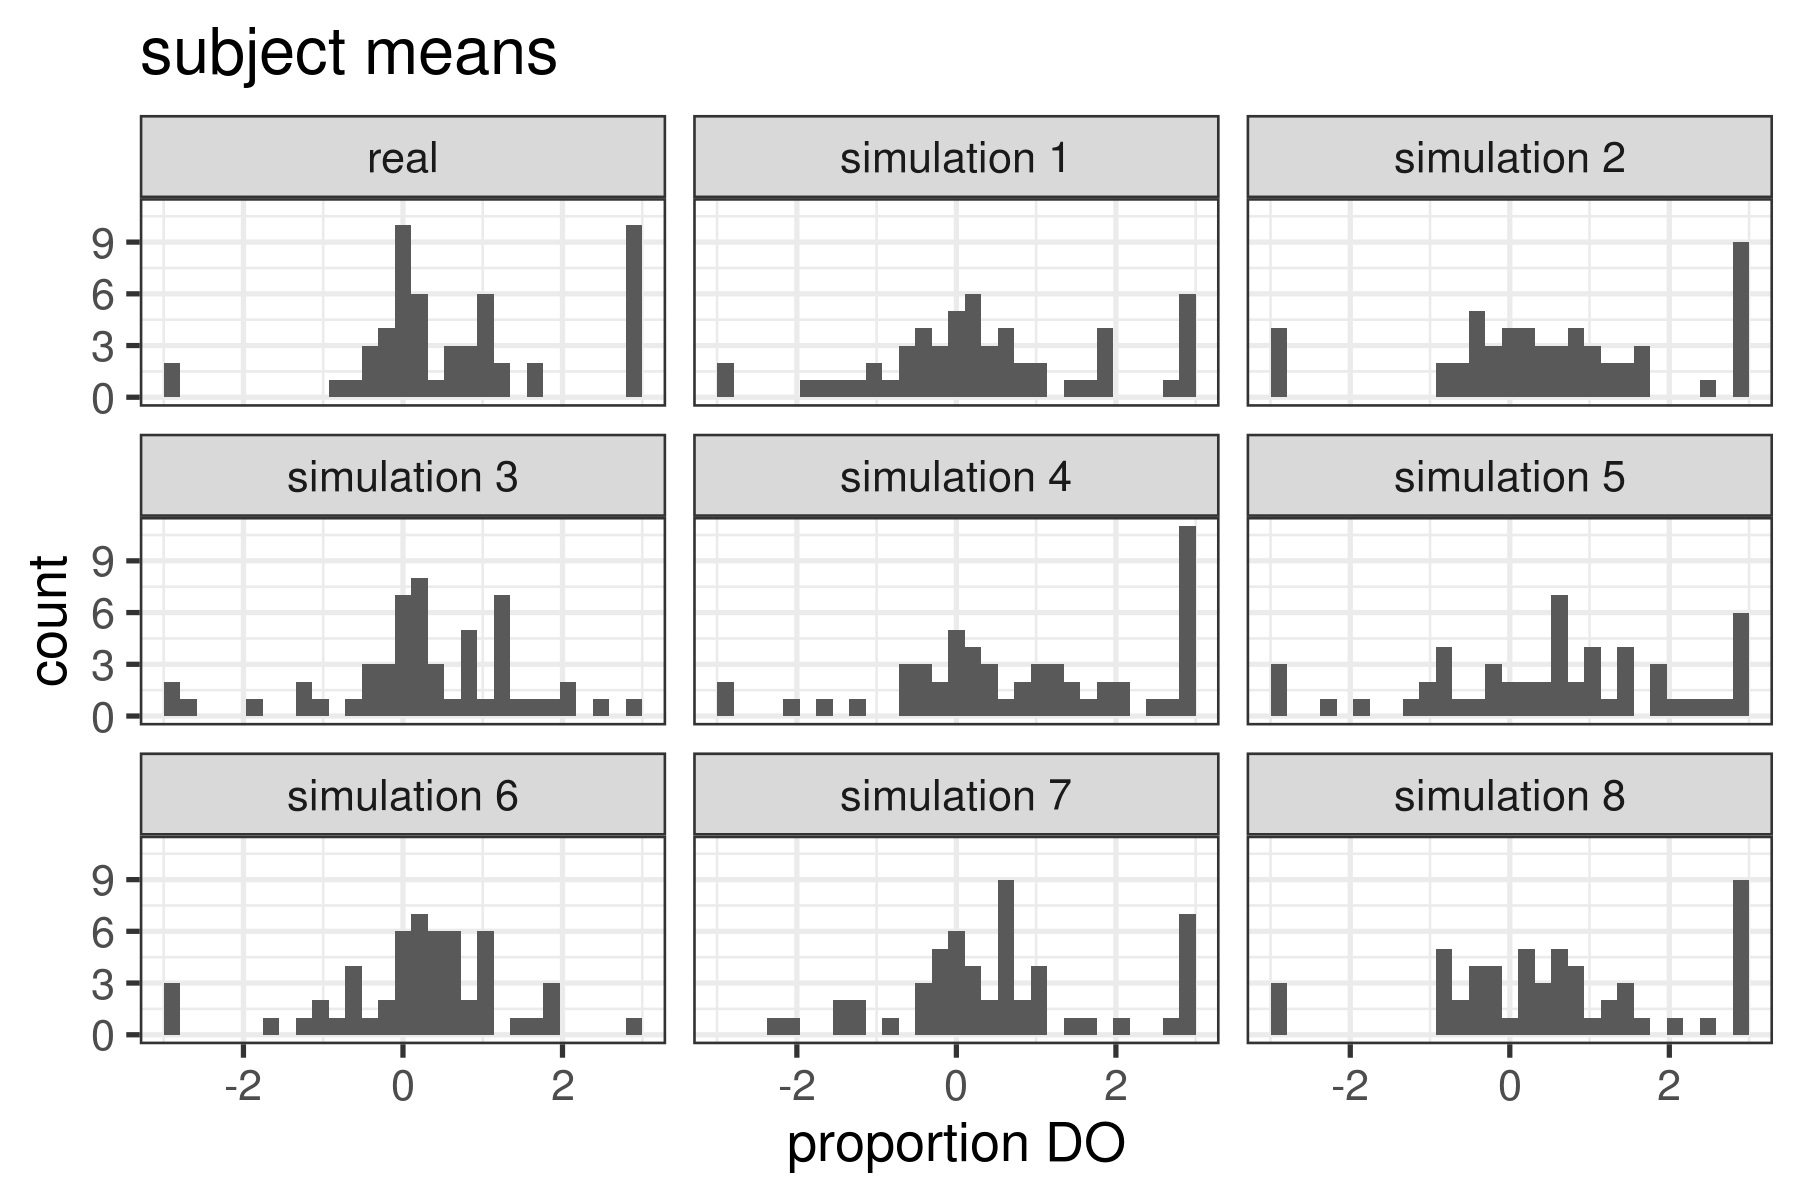 subject means
real
simulation 1
simulation 2
9
6
3
0
simulation 3
simulation 4
simulation 5
9
6
3
0
simulation 6
simulation 7
simulation 8
9
6
3
0
-2 0 2
-2 0 2
-2 0 2
count
proportion DO